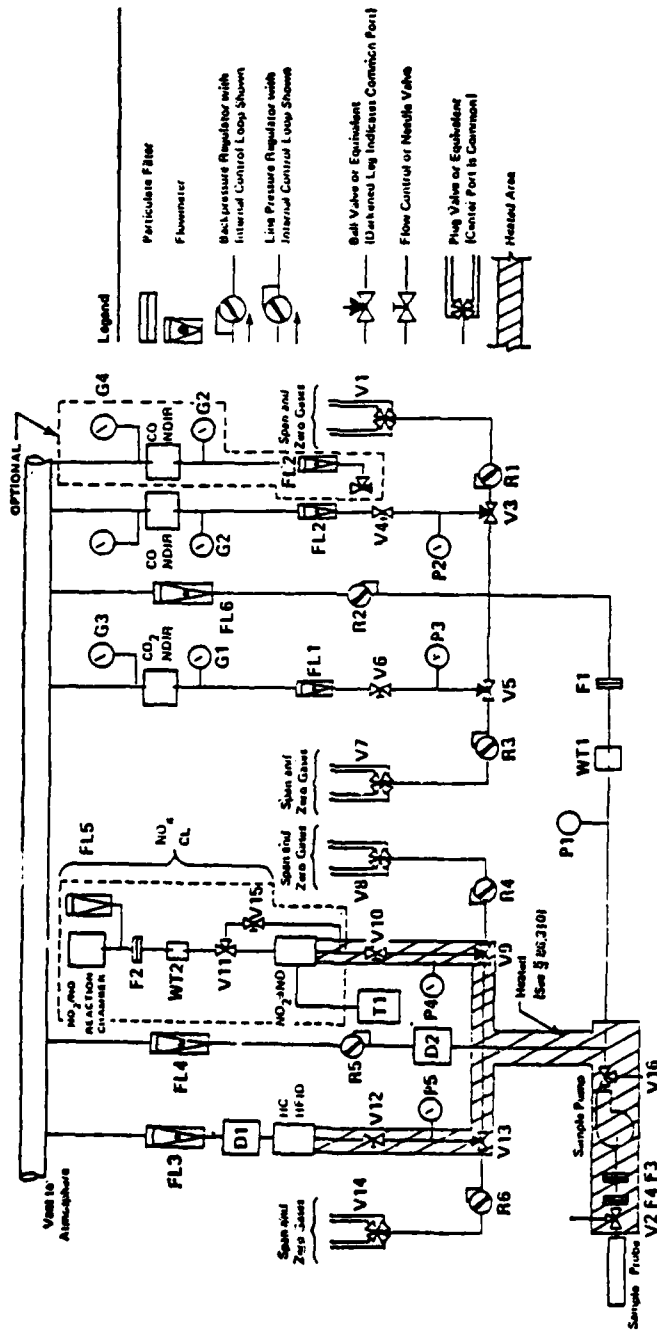 Vent to
Atmosphere
OPTIONAL
G4
G3
CO2
NDIR
G1
CO
NDIR
G2
CO
NDIR
G2
FL5
NO2/NO
REACTION
CHAMBER
CL
F2
WT2
V11
V15
NO2→NO
T1
V10
P4
V9
FL3
D1
HC
HFID
V12
P5
V13
FL4
R5
D2
V14
Span and
Zero Gases
R6
V8
Span and
Zero Gases
R4
V7
Span and
Zero Gases
R3
FL1
V6
P3
V5
FL6
R2
FL2
V4
P2
V3
FL2
Span and
Zero Gases
V1
R1
Heated
Sample Pump
V16
V2 F4 F3
Sample Probe
P1
WT1
F1
Legend
Particulate Filter
Flowmeter
Backpressure Regulator with
Internal Control Loop Shown
Line Pressure Regulator with
Internal Control Loop Shown
Ball Valve or Equivalent
(Darkened Leg Indicates Common Port)
Flow Control or Needle Valve
Plug Valve or Equivalent
(Center Port is Common)
Heated Area